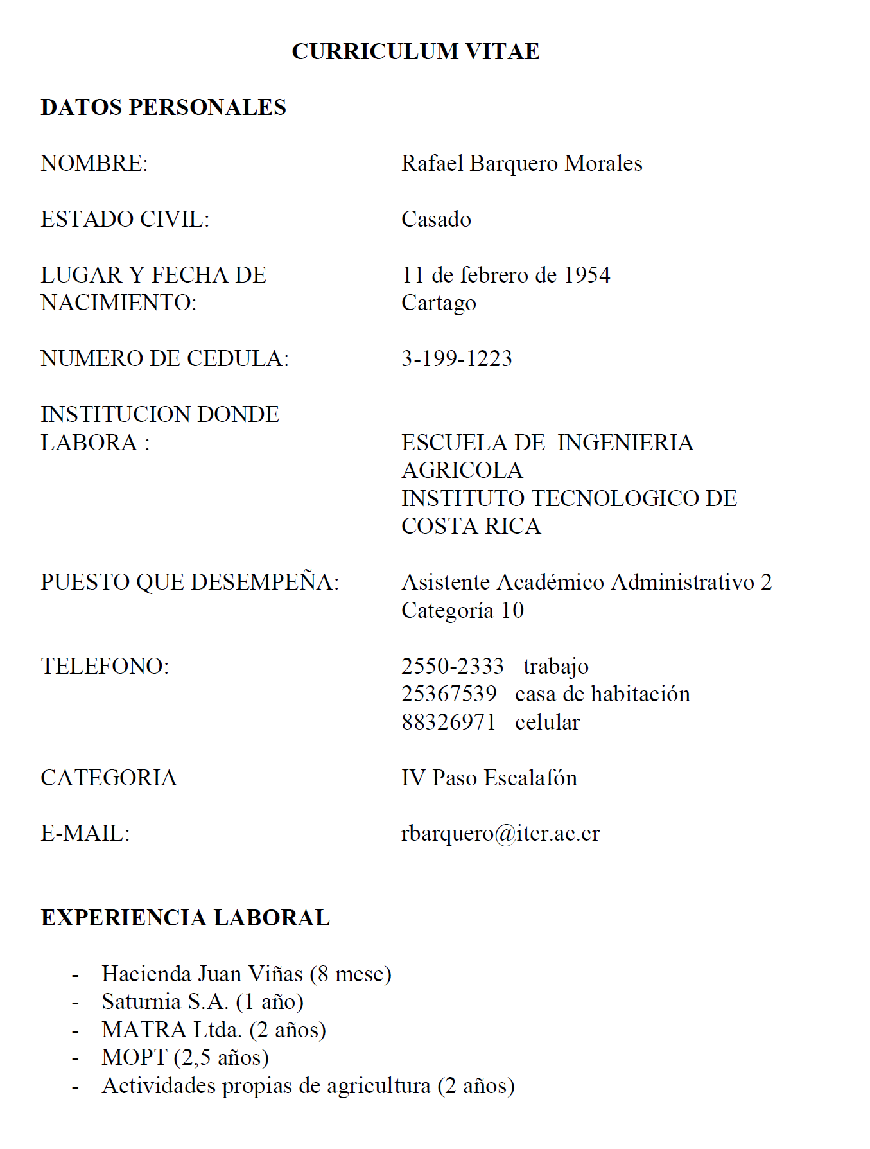 CURRICULUM VITAE
DATOS PERSONALES
NOMBRE: Rafael Barquero Morales
ESTADO CIVIL: Casado
LUGAR Y FECHA DE 11 de febrero de 1954
NACIMIENTO: Cartago
NUMERO DE CEDULA: 3-199-1223
INSTITUCION DONDE
LABORA : ESCUELA DE INGENIERIA
AGRICOLA
INSTITUTO TECNOLOGICO DE
COSTA RICA
PUESTO QUE DESEMPEÑA: Asistente Académico Administrativo 2
Categoría 10
TELEFONO: 2550-2333 trabajo
25367539 casa de habitación
88326971 celular
CATEGORIA IV Paso Escalafón
E-MAIL: rbarquero@itcr.ac.cr
EXPERIENCIA LABORAL
- Hacienda Juan Viñas (8 mese)
- Saturnia S.A. (1 año)
- MATRA Ltda. (2 años)
- MOPT (2,5 años)
- Actividades propias de agricultura (2 años)